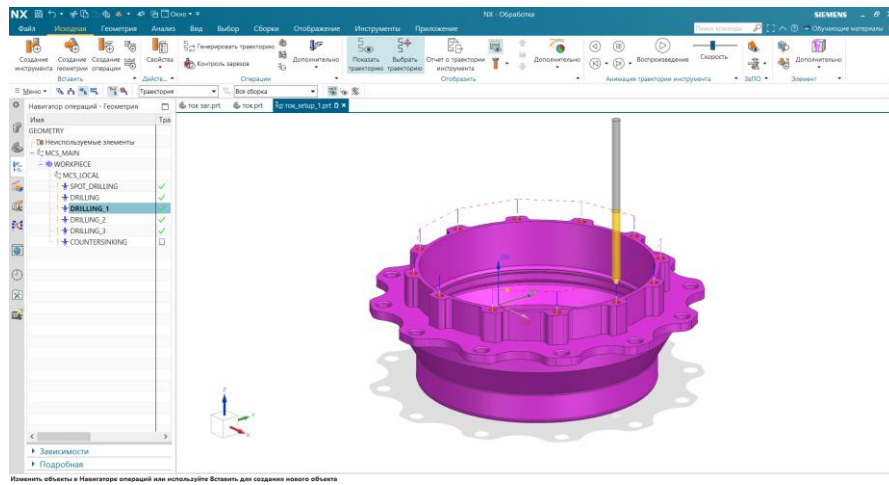 NX
Окно
NX - Обработка
SIEMENS
Файл Исходная Геометрия Анализ Вид Выбор Сборки Отображение Инструменты Приложение
Поиск команды
Обучающие материалы
Создание инструмента
Создание геометрии
Создание операции
Свойства
Генерировать траекторию
Контроль зарезов
Дополнительно
Показать траекторию
Выбрать траекторию
Отчет о траектории инструмента
Дополнительно
Воспроизведение
Скорость
Дополнительно
Вставить Действ... Операции Отобразить Анимация траектории инструмента ЗаПО Элемент
Меню Траектория Вся сборка
Навигатор операций - Геометрия
ток заг.prt ток.prt ток_setup_1.prt
Имя Тра
GEOMETRY
Неиспользуемые элементы
MCS_MAIN
WORKPIECE
MCS_LOCAL
SPOT_DRILLING
DRILLING
DRILLING_1
DRILLING_2
DRILLING_3
COUNTERSINKING
Зависимости
Подробная
Изменить объекты в Навигаторе операций или используйте Вставить для создания нового объекта